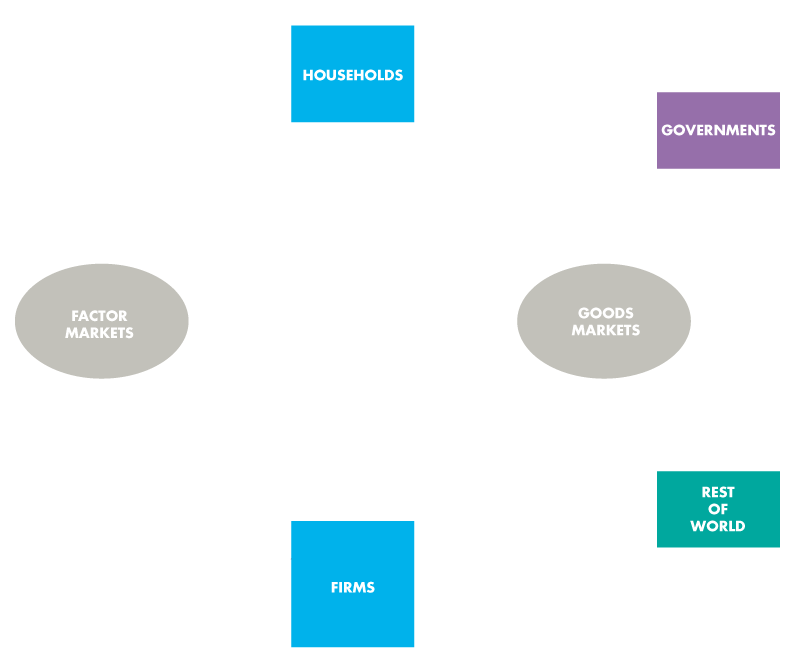 HOUSEHOLDS
GOVERNMENTS
FACTOR
MARKETS
GOODS
MARKETS
REST
OF
WORLD
FIRMS